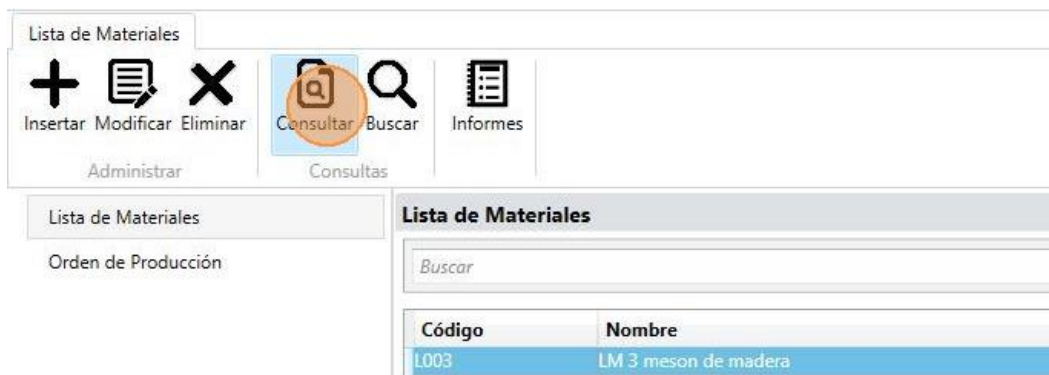 Lista de Materiales
Insertar Modificar Eliminar Consultar Buscar Informes
Administrar Consultas
Lista de Materiales
Orden de Producción
Lista de Materiales
Buscar
Código Nombre
L003 LM 3 meson de madera